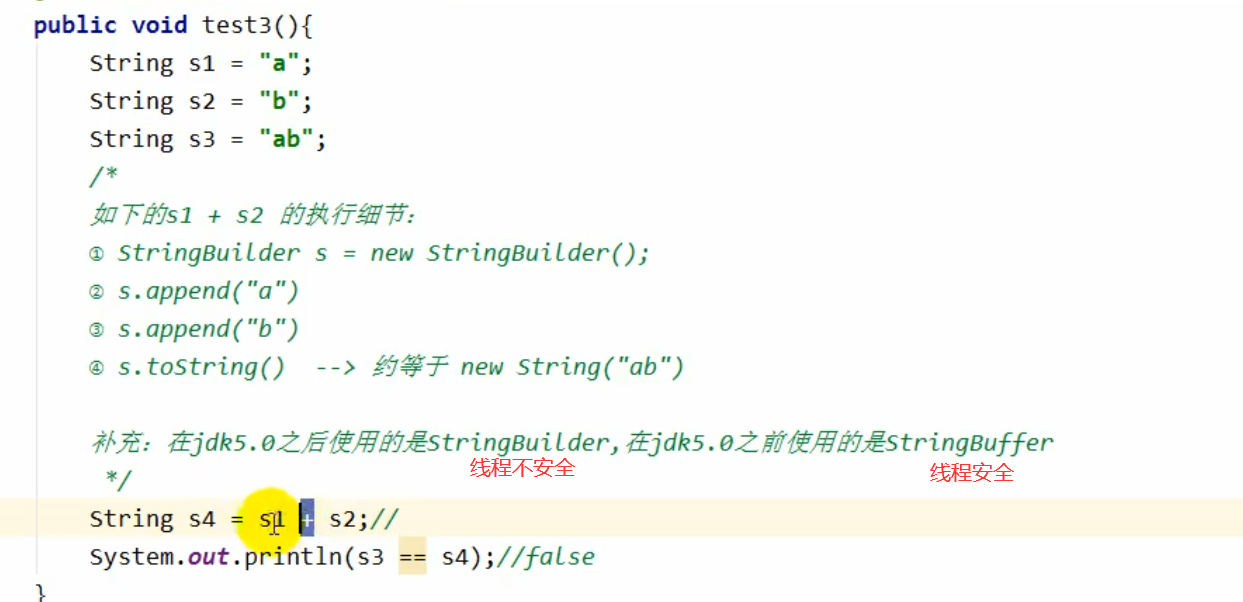 public void test3(){
String s1 = "a";
String s2 = "b";
String s3 = "ab";
/*
如下的s1 + s2 的执行细节：
① StringBuilder s = new StringBuilder();
② s.append("a")
③ s.append("b")
④ s.toString()  --> 约等于 new String("ab")
补充：在jdk5.0之后使用的是StringBuilder,在jdk5.0之前使用的是StringBuffer
线程不安全 线程安全
*/
String s4 = s1 + s2;//
System.out.println(s3 == s4);//false
}